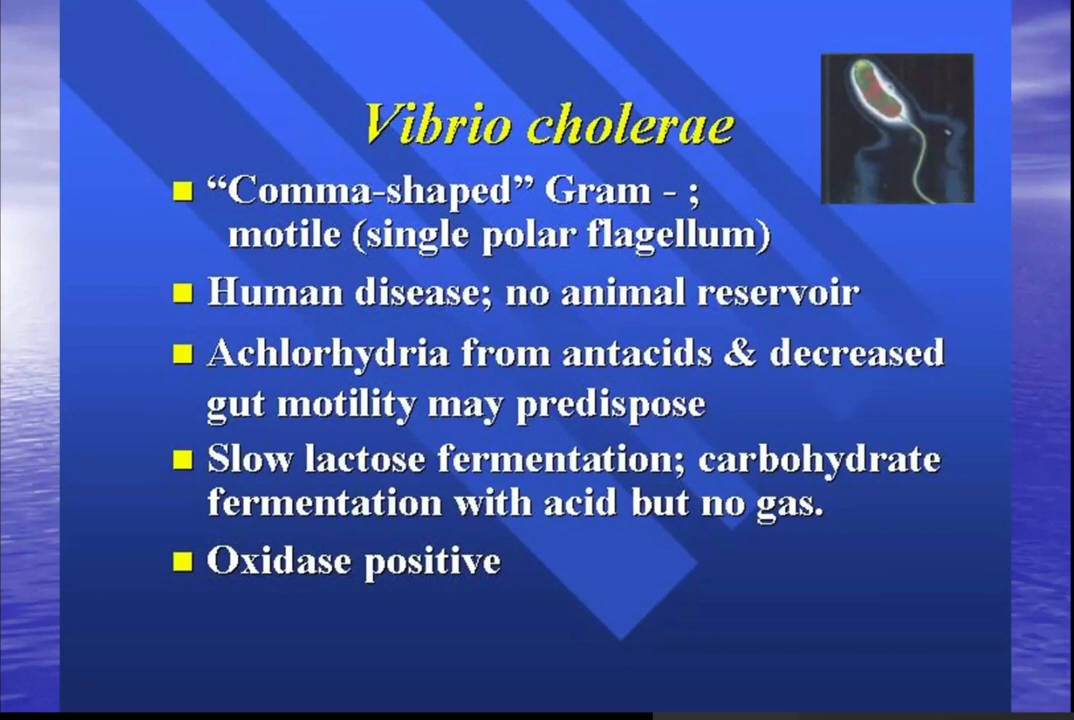 Vibrio cholerae
“Comma-shaped” Gram - ;
motile (single polar flagellum)
Human disease; no animal reservoir
Achlorhydria from antacids & decreased
gut motility may predispose
Slow lactose fermentation; carbohydrate
fermentation with acid but no gas.
Oxidase positive